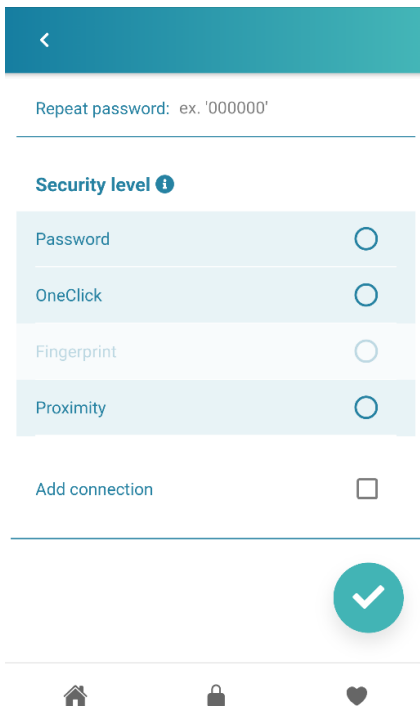 Repeat password: ex. '000000'
Security level
Password
OneClick
Fingerprint
Proximity
Add connection